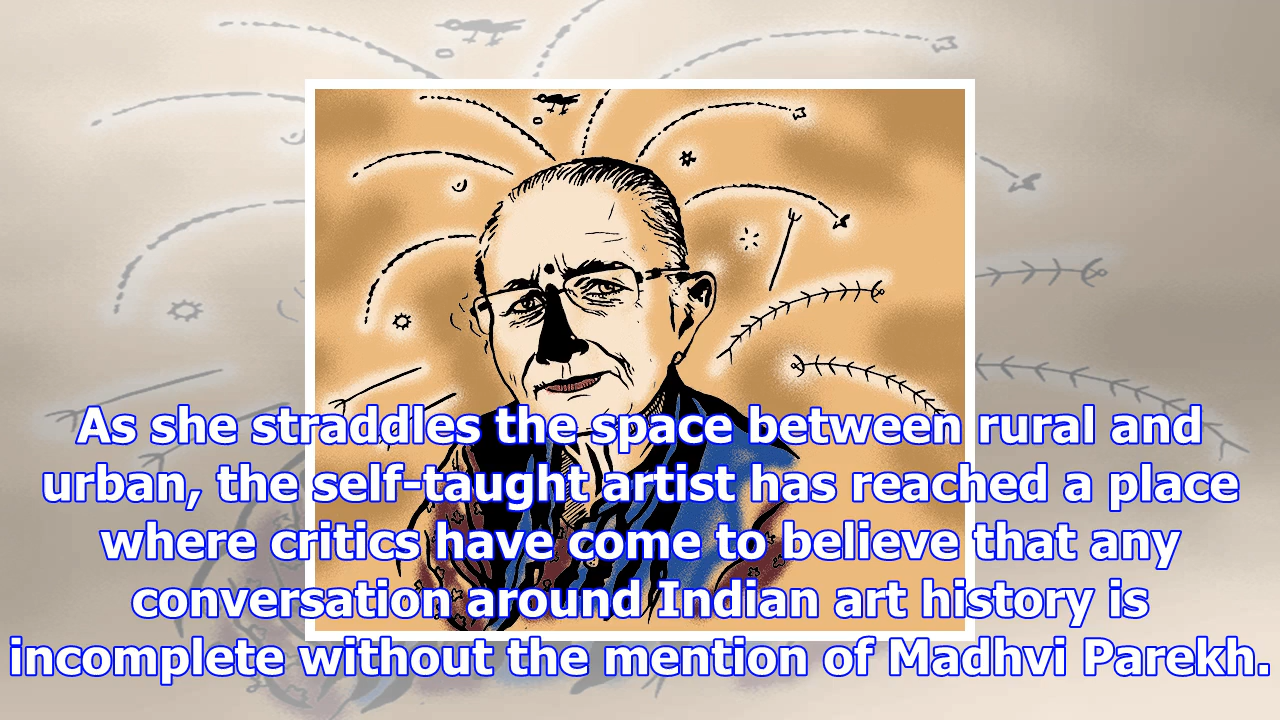 As she straddles the space between rural and
urban, the self-taught artist has reached a place
where critics have come to believe that any
conversation around Indian art history is
incomplete without the mention of Madhvi Parekh.